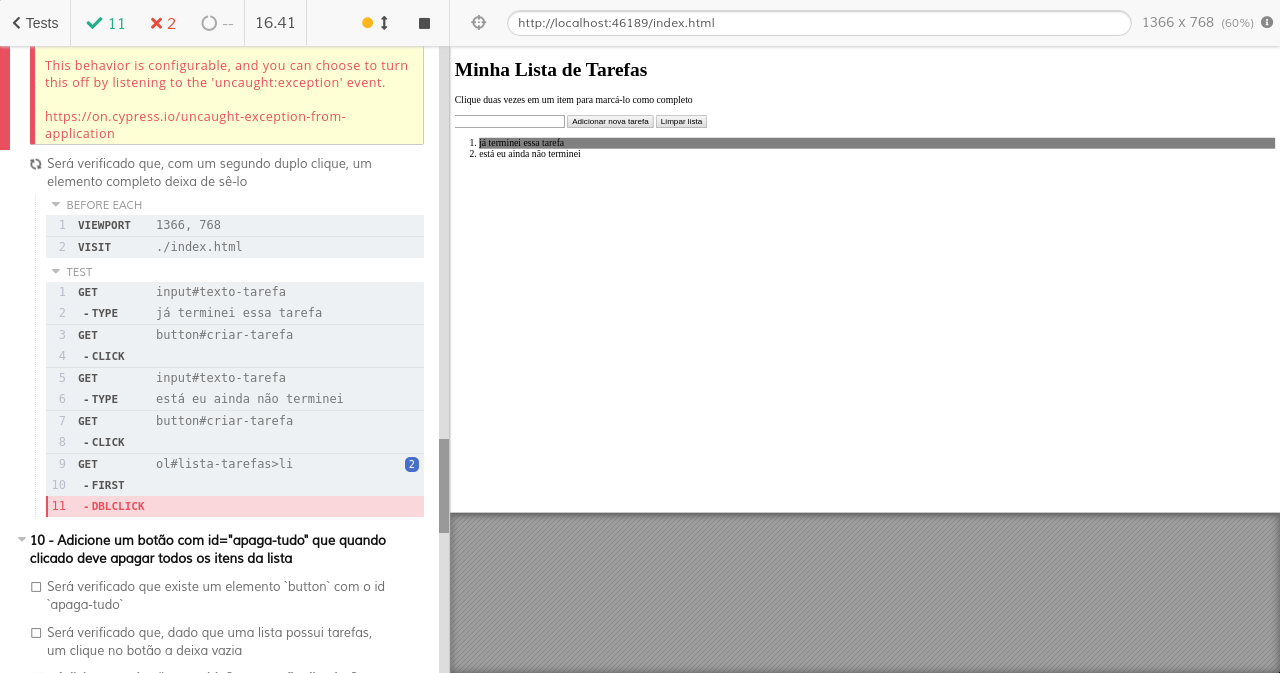 Tests 11 2 -- 16.41
http://localhost:46189/index.html 1366 x 768 (60%)
This behavior is configurable, and you can choose to turn
this off by listening to the 'uncaught:exception' event.
https://on.cypress.io/uncaught-exception-from-
application
Será verificado que, com um segundo duplo clique, um
elemento completo deixa de sê-lo
BEFORE EACH
1 VIEWPORT 1366, 768
2 VISIT ./index.html
TEST
1 GET input#texto-tarefa
2 -TYPE já terminei essa tarefa
3 GET button#criar-tarefa
4 -CLICK
5 GET input#texto-tarefa
6 -TYPE está eu ainda não terminei
7 GET button#criar-tarefa
8 -CLICK
9 GET ol#lista-tarefas>li 2
10 -FIRST
11 -DBLCLICK
10 - Adicione um botão com id="apaga-tudo" que quando
clicado deve apagar todos os itens da lista
Será verificado que existe um elemento `button` com o id
`apaga-tudo`
Será verificado que, dado que uma lista possui tarefas,
um clique no botão a deixa vazia
Minha Lista de Tarefas
Clique duas vezes em um item para marcá-lo como completo
Adicionar nova tarefa Limpar lista
1. já terminei essa tarefa
2. está eu ainda não terminei